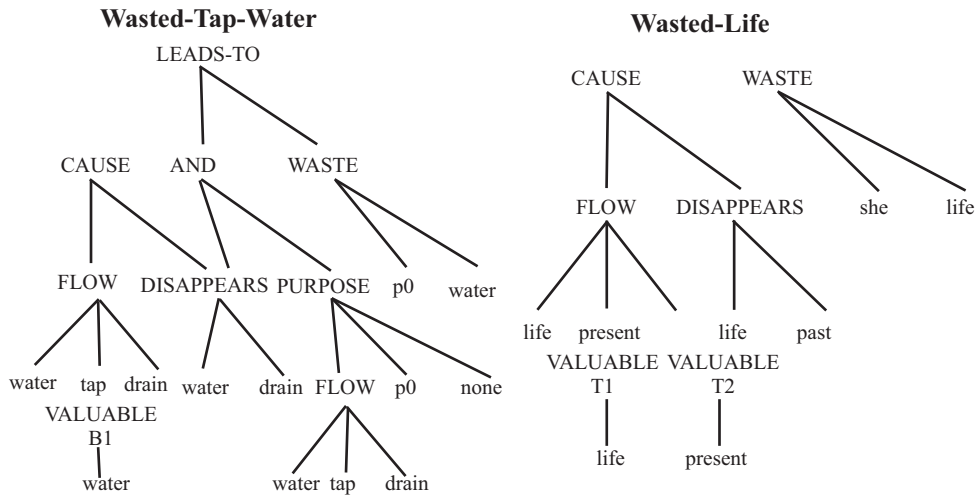 Wasted-Tap-Water
LEADS-TO
CAUSE AND WASTE
FLOW DISAPPEARS PURPOSE p0 water
water tap drain water drain FLOW p0 none
VALUABLE
B1
water
water tap drain
Wasted-Life
CAUSE WASTE
FLOW DISAPPEARS she life
life present life past
VALUABLE VALUABLE
T1 T2
life present